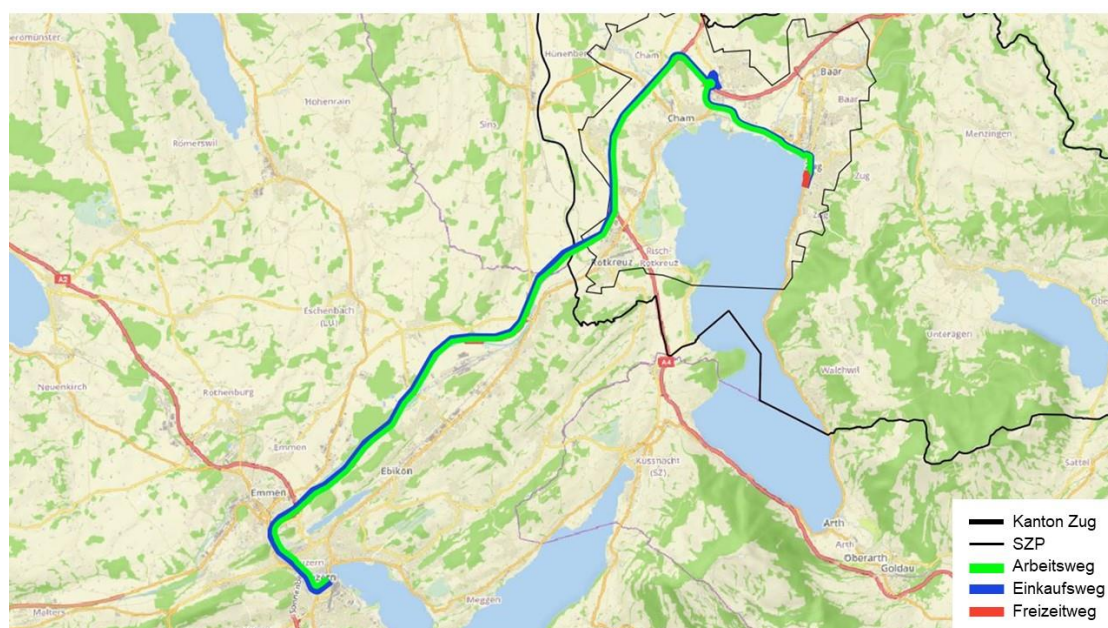 Cham
Hünenberg
Baar
Hohenrain
Sins
Baar
Cham
Menzingen
Römerswil
Zug
Risch
Rotkreuz
Rotkreuz
A2
Eschenbach
(LU)
Unterägeri
Neuenkirch
Rothenburg
A4
Walchwil
Emmen
Ebikon
Küssnacht
(SZ)
Sattel
Emmen
Arth
Arth
Oberarth
Goldau
Meggen
Malters
Kanton Zug
SZP
Arbeitsweg
Einkaufsweg
Freizeitweg